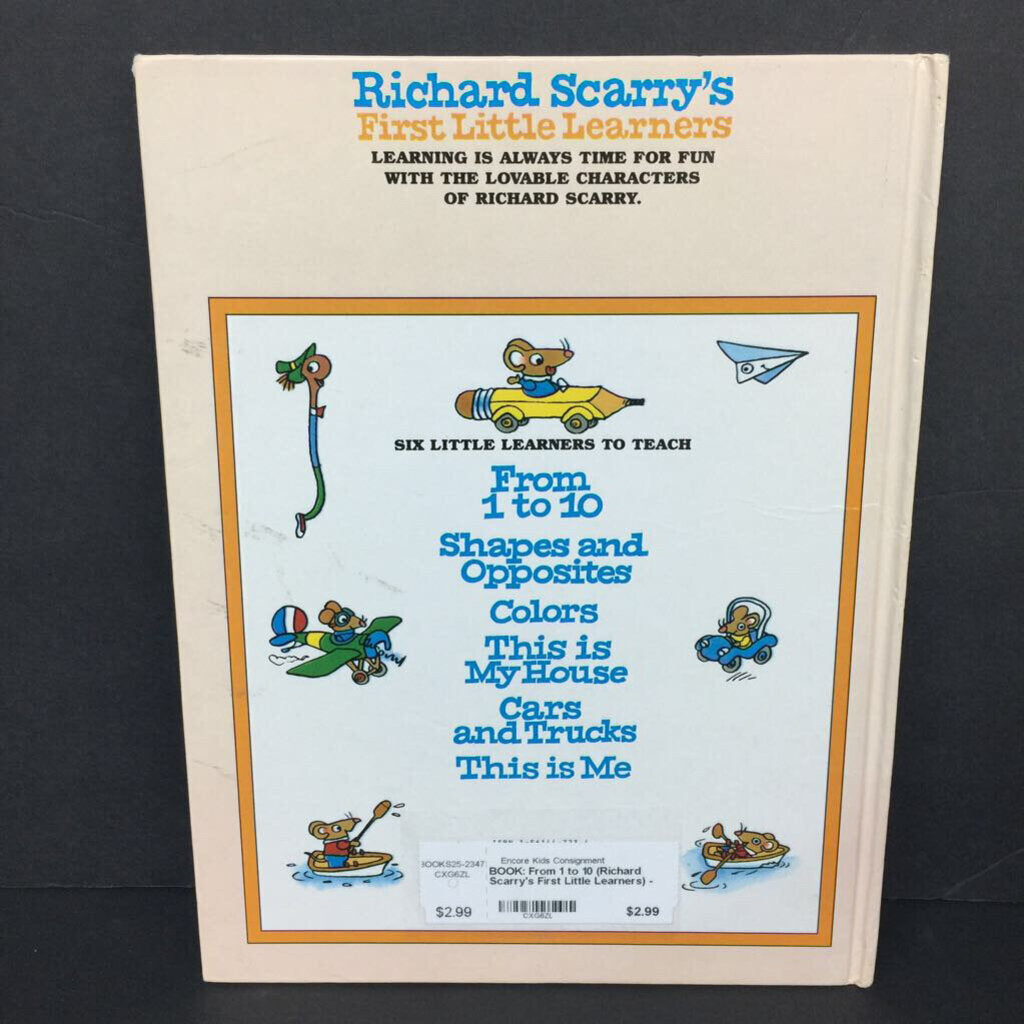 Richard Scarry's
First Little Learners
LEARNING IS ALWAYS TIME FOR FUN
WITH THE LOVABLE CHARACTERS
OF RICHARD SCARRY.
SIX LITTLE LEARNERS TO TEACH
From
1 to 10
Shapes and
Opposites
Colors
This is
My House
Cars
and Trucks
This is Me
BOOKS25-2347
CXG6ZL
$2.99
Encore Kids Consignment
BOOK: From 1 to 10 (Richard
Scarry's First Little Learners) -
CXG6ZL
$2.99